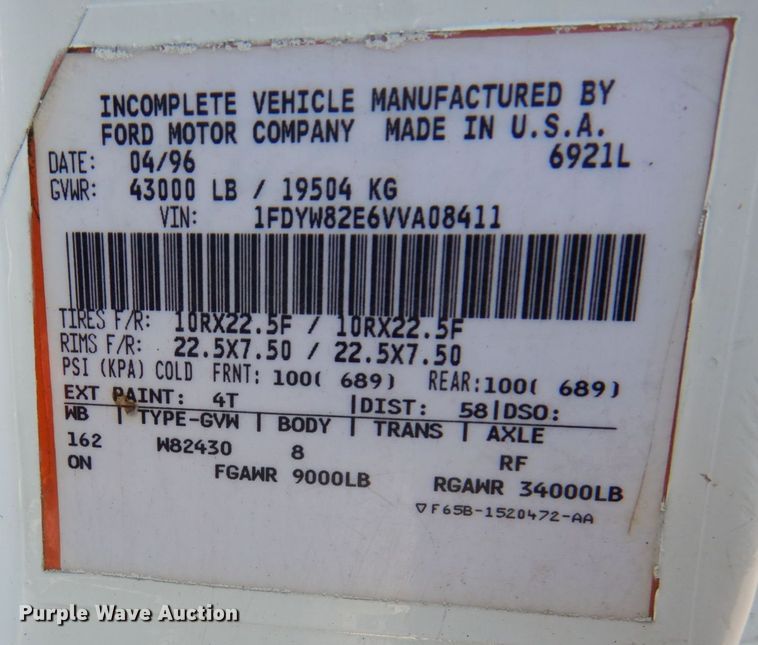 INCOMPLETE VEHICLE MANUFACTURED BY
FORD MOTOR COMPANY MADE IN U.S.A.
DATE: 04/96 6921L
GVWR: 43000 LB / 19504 KG
VIN: 1FDYW82E6VVA08411
TIRES F/R: 10RX22.5F / 10RX22.5F
RIMS F/R: 22.5X7.50 / 22.5X7.50
PSI (KPA) COLD FRNT: 100( 689) REAR: 100( 689)
EXT PAINT: 4T |DIST: 58|DSO:
WB | TYPE-GVW | BODY | TRANS | AXLE
162 W82430 8 RF
ON FGAWR 9000LB RGAWR 34000LB
▽F65B-1520472-AA
Purple Wave Auction